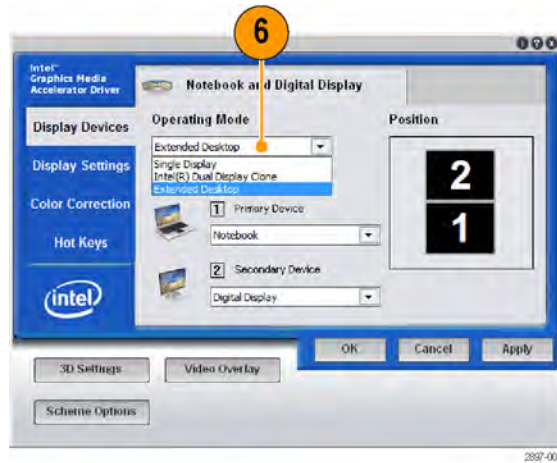 6
Intel®
Graphics Media
Accelerator Driver
Notebook and Digital Display
Display Devices
Display Settings
Color Correction
Hot Keys
intel
Operating Mode
Extended Desktop
Single Display
Intel(R) Dual Display Clone
Extended Desktop
1 Primary Device
Notebook
2 Secondary Device
Digital Display
Position
2
1
OK Cancel Apply
3D Settings Video Overlay
Scheme Options
2897-00